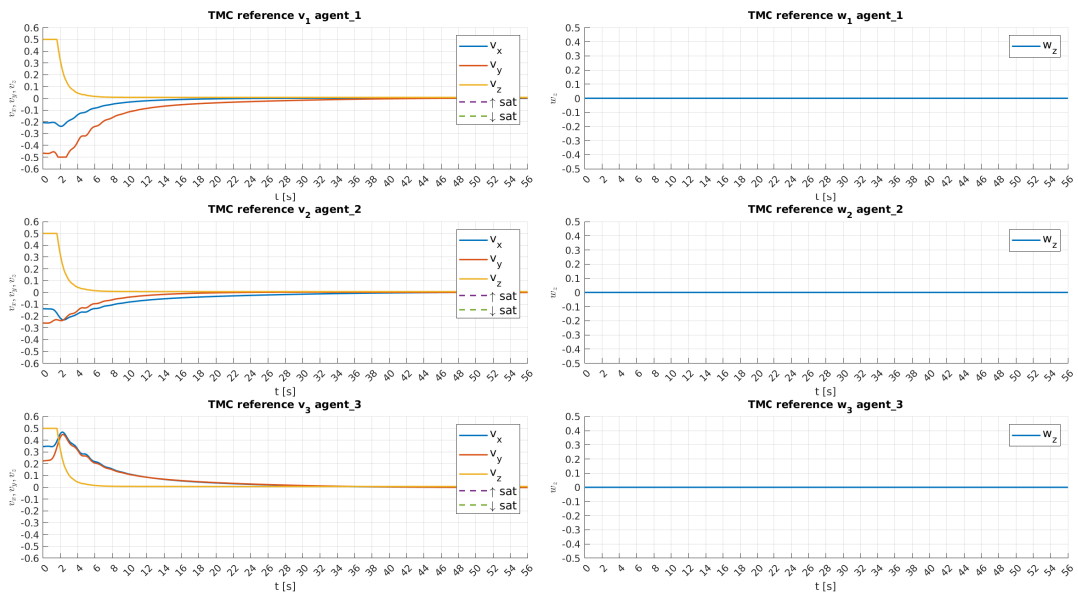 TMC reference v1 agent_1
0.6
0.5
0.4
0.3
0.2
0.1
0
-0.1
-0.2
-0.3
-0.4
-0.5
-0.6
vx, vy, vz
vx
vy
vz
↑ sat
↓ sat
0 2 4 6 8 10 12 14 16 18 20 22 24 26 28 30 32 34 36 38 40 42 44 46 48 50 52 54 56
t [s]
TMC reference w1 agent_1
0.5
0.4
0.3
0.2
0.1
0
-0.1
-0.2
-0.3
-0.4
-0.5
wz
wz
0 2 4 6 8 10 12 14 16 18 20 22 24 26 28 30 32 34 36 38 40 42 44 46 48 50 52 54 56
t [s]
TMC reference v2 agent_2
0.6
0.5
0.4
0.3
0.2
0.1
0
-0.1
-0.2
-0.3
-0.4
-0.5
-0.6
vx, vy, vz
vx
vy
vz
↑ sat
↓ sat
0 2 4 6 8 10 12 14 16 18 20 22 24 26 28 30 32 34 36 38 40 42 44 46 48 50 52 54 56
t [s]
TMC reference w2 agent_2
0.5
0.4
0.3
0.2
0.1
0
-0.1
-0.2
-0.3
-0.4
-0.5
wz
wz
0 2 4 6 8 10 12 14 16 18 20 22 24 26 28 30 32 34 36 38 40 42 44 46 48 50 52 54 56
t [s]
TMC reference v3 agent_3
0.6
0.5
0.4
0.3
0.2
0.1
0
-0.1
-0.2
-0.3
-0.4
-0.5
-0.6
vx, vy, vz
vx
vy
vz
↑ sat
↓ sat
0 2 4 6 8 10 12 14 16 18 20 22 24 26 28 30 32 34 36 38 40 42 44 46 48 50 52 54 56
t [s]
TMC reference w3 agent_3
0.5
0.4
0.3
0.2
0.1
0
-0.1
-0.2
-0.3
-0.4
-0.5
wz
wz
0 2 4 6 8 10 12 14 16 18 20 22 24 26 28 30 32 34 36 38 40 42 44 46 48 50 52 54 56
t [s]